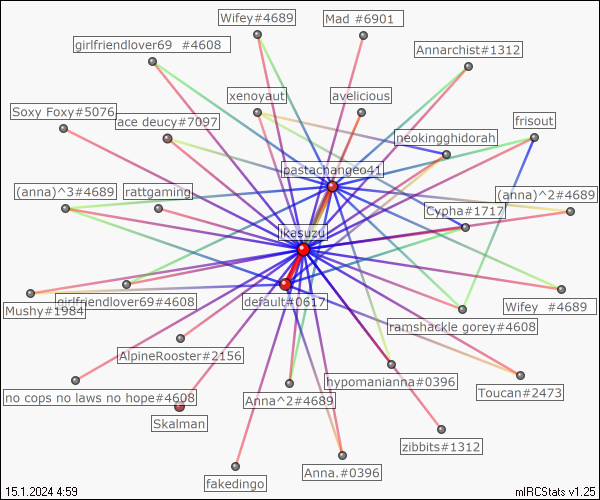 Wifey#4689
Mad #6901
girlfriendlover69 #4608
Annarchist#1312
xenoyaut
avelicious
Soxy Foxy#5076
ace deucy#7097
frisout
neokingghidorah
pastachangeo41
(anna)^3#4689
rattgaming
(anna)^2#4689
Cypha#1717
ikasuzu
Mushy#1984
girlfriendlover69#4608
default#0617
Wifey #4689
ramshackle gorey#4608
AlpineRooster#2156
hypomanianna#0396
Toucan#2473
no cops no laws no hope#4608
Anna^2#4689
Skalman
zibbits#1312
Anna.#0396
fakedingo
15.1.2024 4:59
mIRCStats v1.25